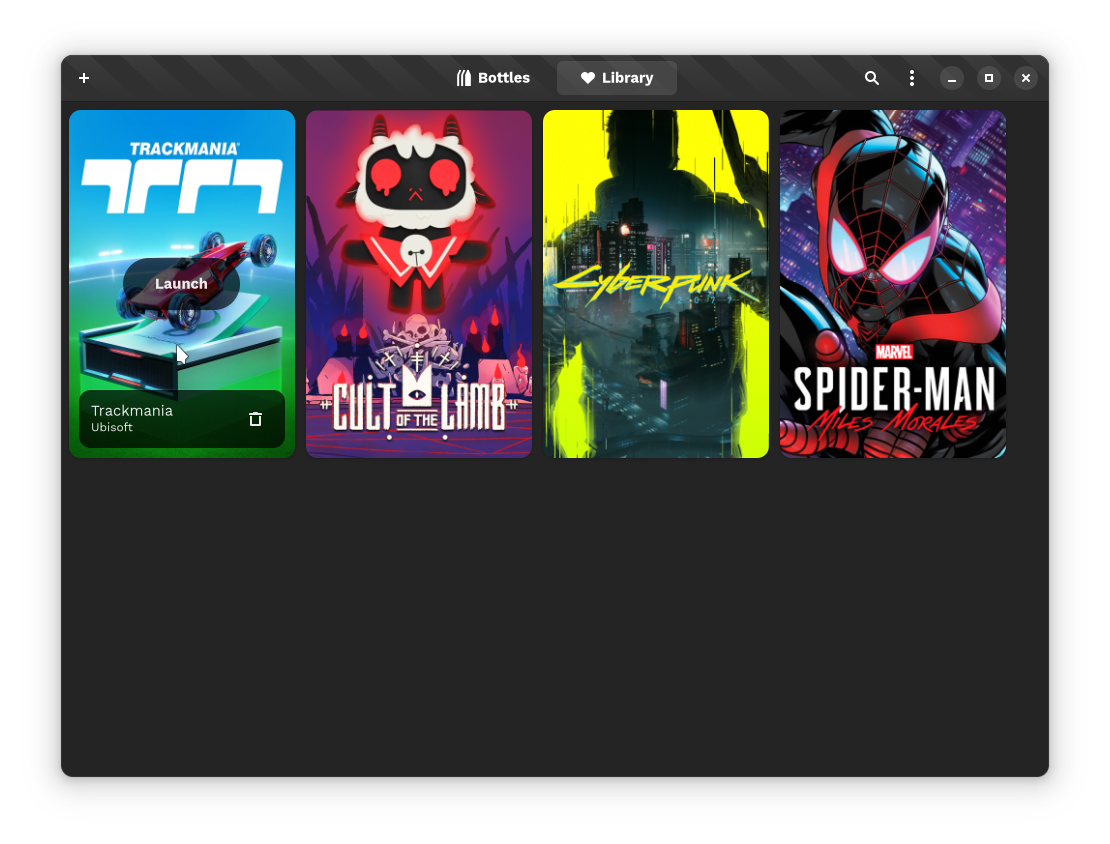 Bottles
Library
TRACKMANIA
Launch
Trackmania
Ubisoft
CULT
OF THE
LAMB
CYBERPUNK
MARVEL
SPIDER-MAN
MILES MORALES